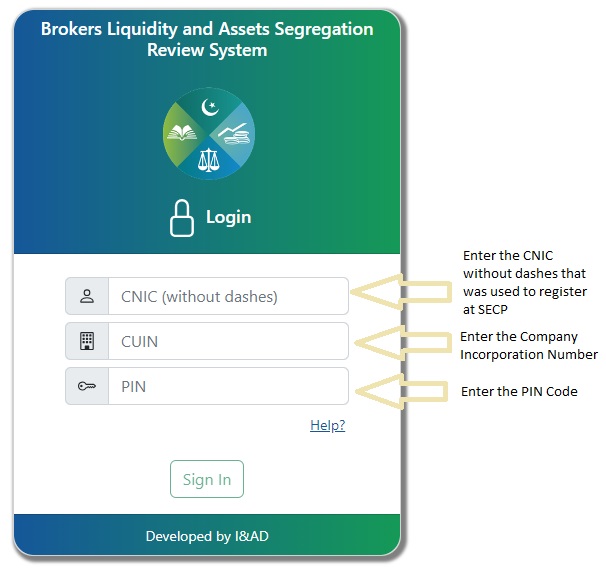 Brokers Liquidity and Assets Segregation
Review System
Login
CNIC (without dashes)
Enter the CNIC
without dashes that
was used to register
at SECP
CUIN
Enter the Company
Incorporation Number
PIN
Enter the PIN Code
Help?
Sign In
Developed by I&AD